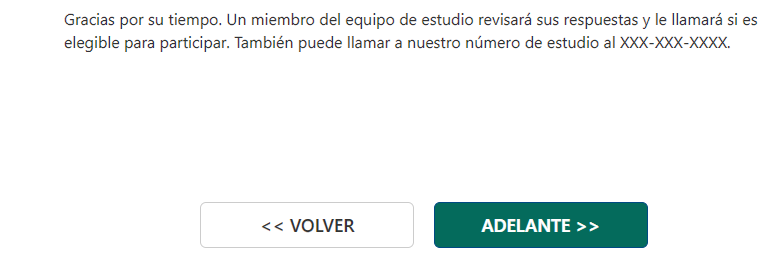 Gracias por su tiempo. Un miembro del equipo de estudio revisará sus respuestas y le llamará si es
elegible para participar. También puede llamar a nuestro número de estudio al XXX-XXX-XXXX.
<< VOLVER
ADELANTE >>